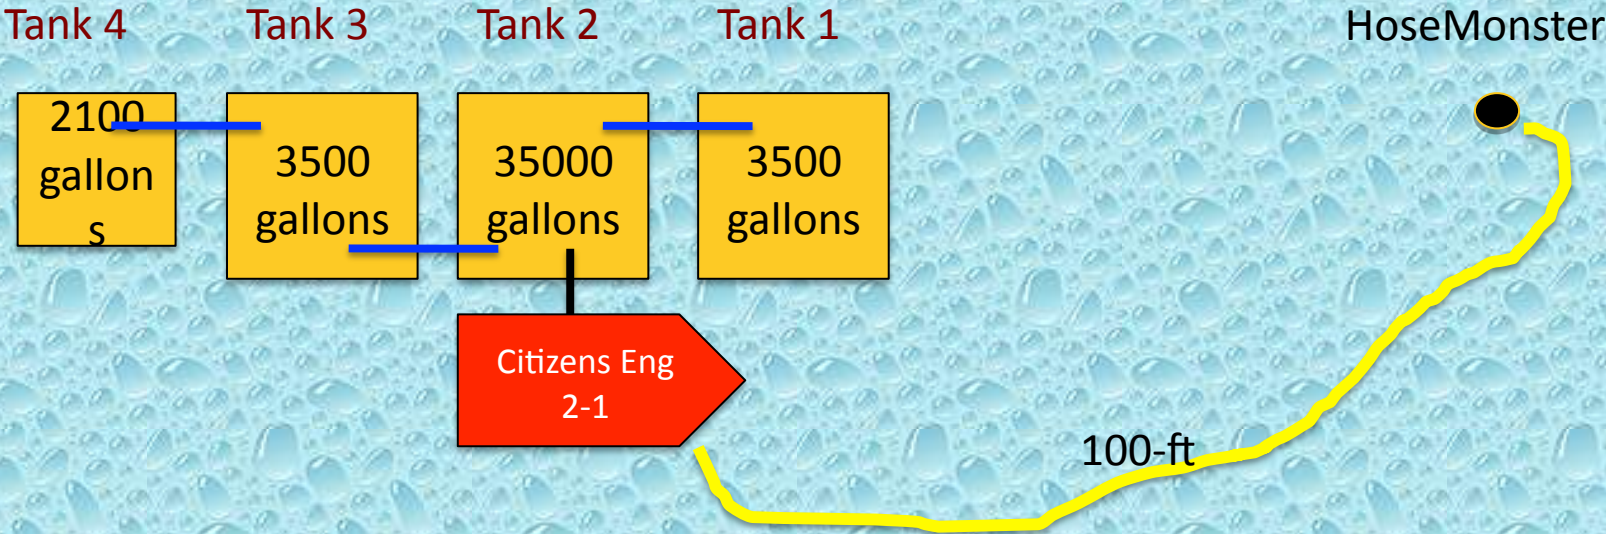 Tank 4 Tank 3 Tank 2 Tank 1 HoseMonster
2100
gallon
s
3500
gallons
35000
gallons
3500
gallons
Citizens Eng
2-1
100-ft